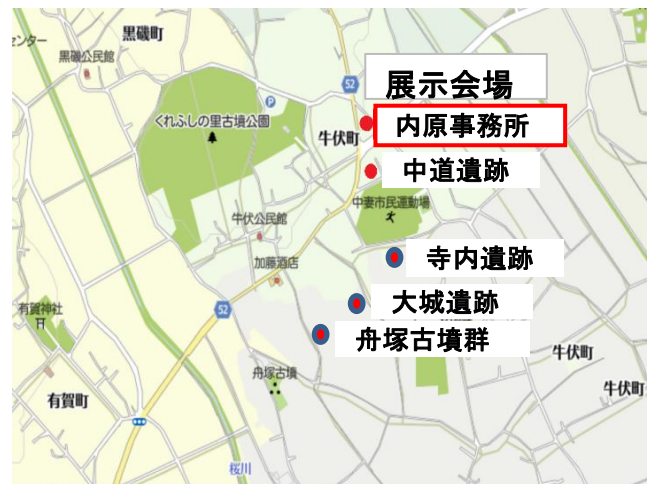 ンター
黒磯町
黒磯公民館
52
展示会場
P
くれふしの里古墳公園
牛伏町
内原事務所
中道遺跡
中妻市民運動場
牛伏公民館
加藤酒店
寺内遺跡
大城遺跡
52
有賀神社
舟塚古墳群
牛伏町
舟塚古墳
牛伏町
有賀町
桜川